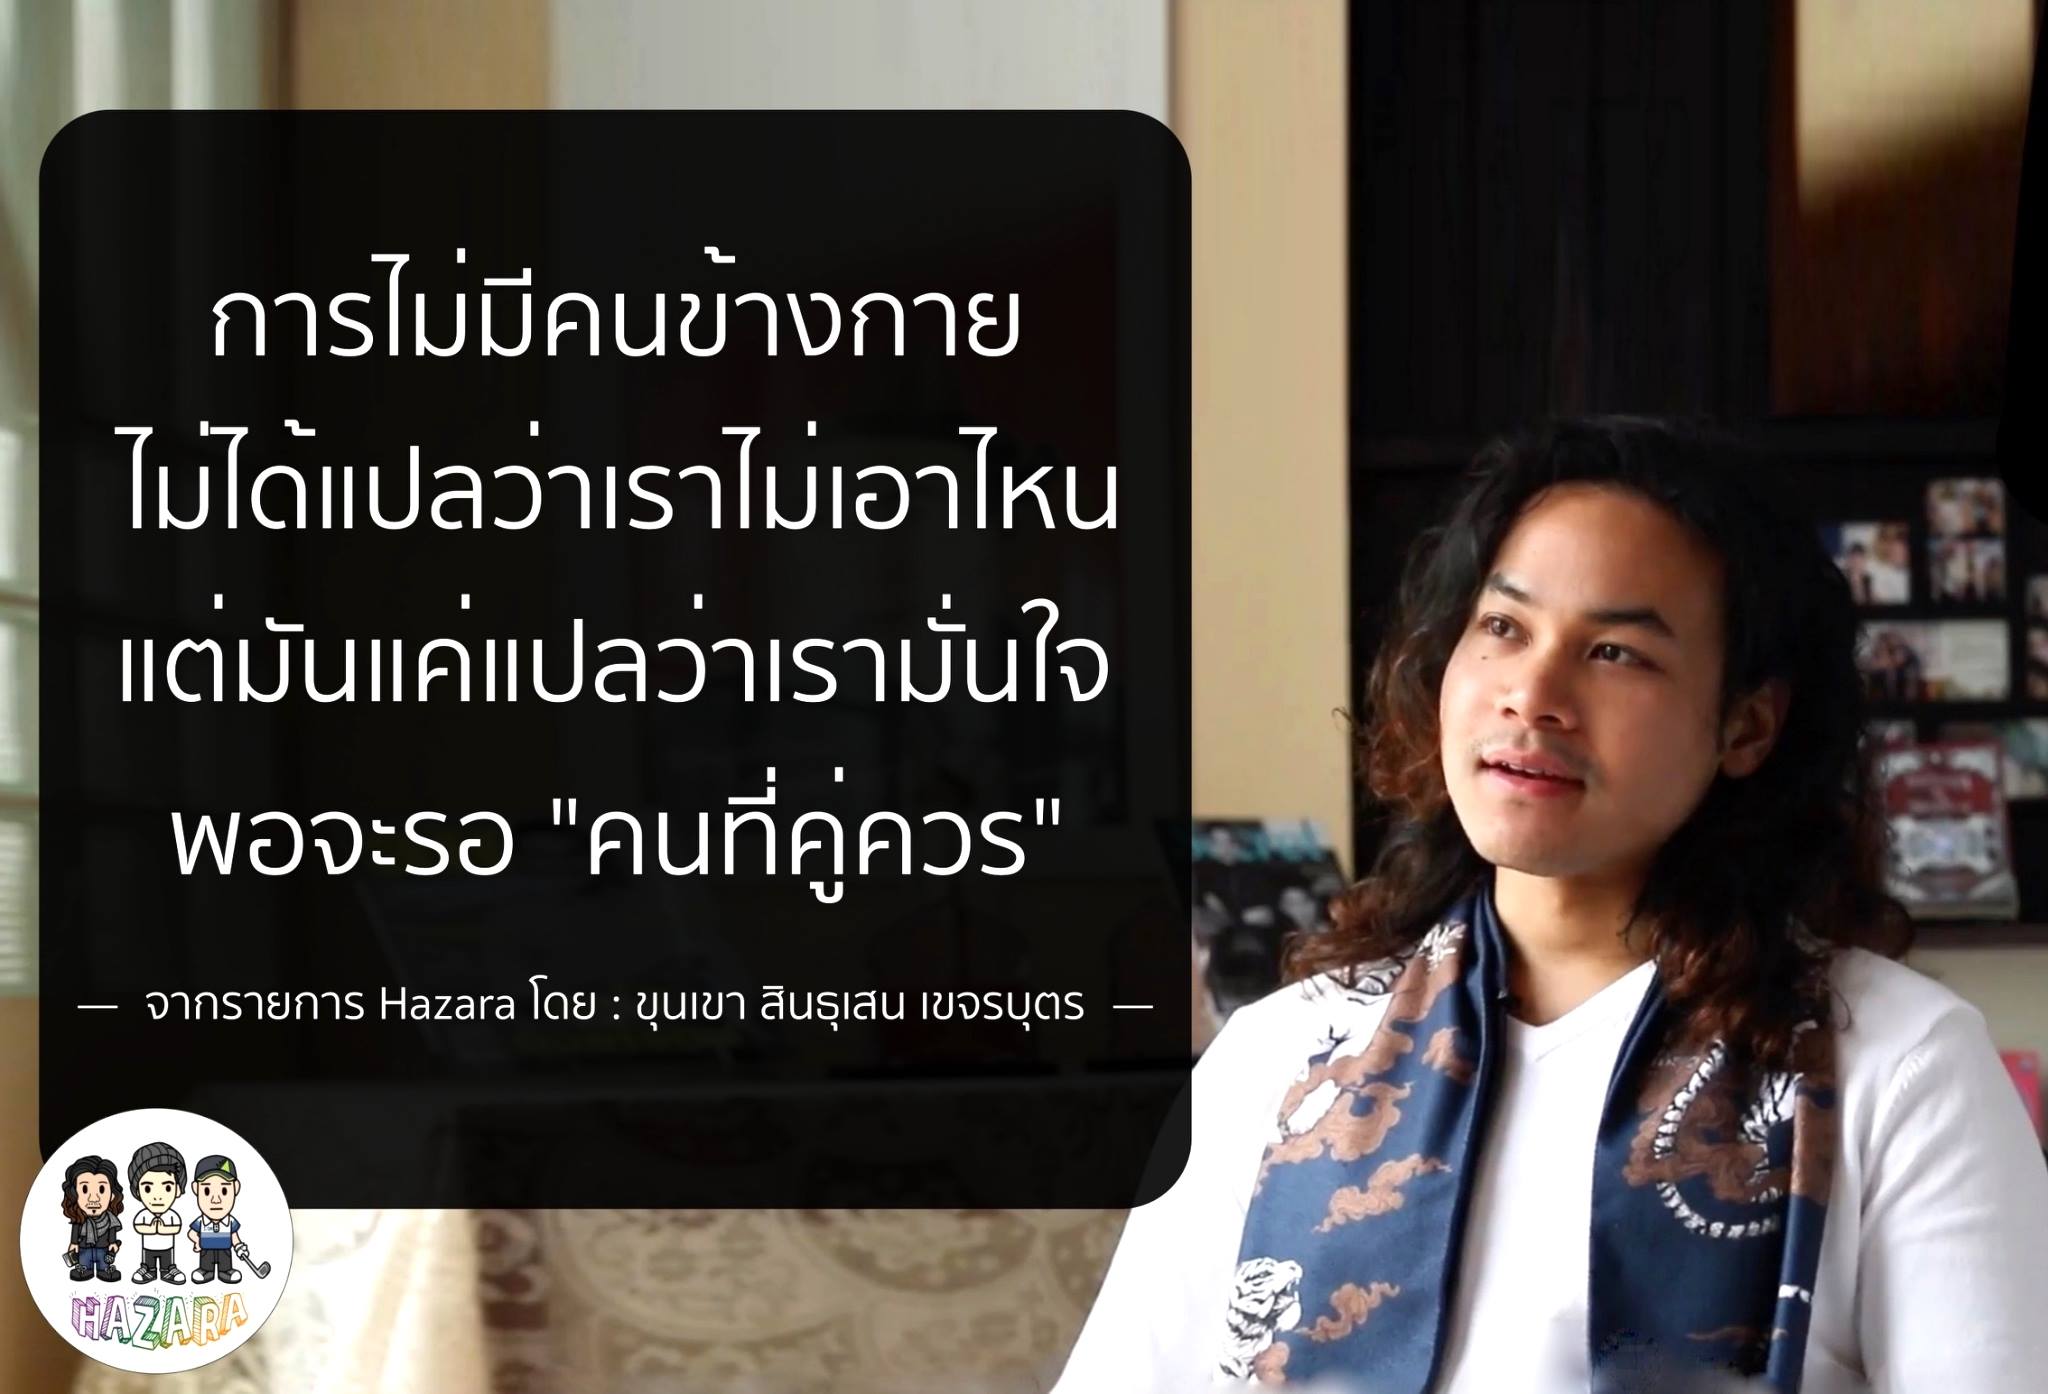 การไม่มีคนข้างกาย
ไม่ได้แปลว่าเราไม่เอาไหน
แต่มันแค่แปลว่าเรามั่นใจ
พอจะรอ "คนที่คู่ควร"
— จากรายการ Hazara โดย : ขุนเขา สินธุเสน เขจรบุตร —
HAZARA